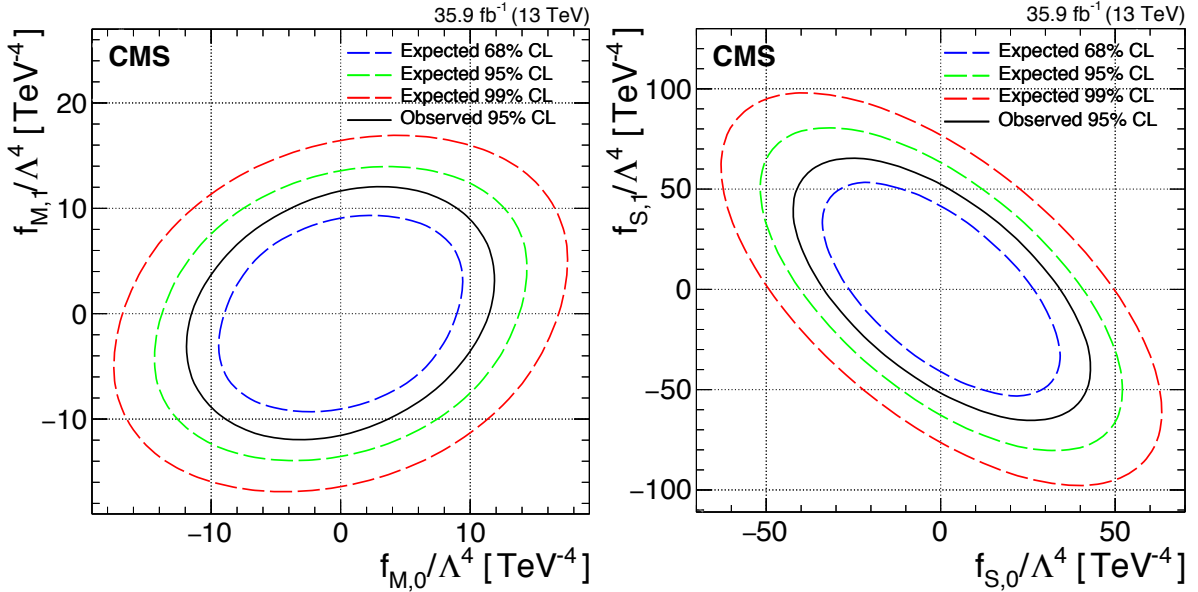 35.9 fb⁻¹ (13 TeV)
CMS
Expected 68% CL
Expected 95% CL
Expected 99% CL
Observed 95% CL
f_M,1/Λ⁴ [ TeV⁻⁴ ]
20
10
0
−10
−10
0
10
f_M,0/Λ⁴ [ TeV⁻⁴ ]
35.9 fb⁻¹ (13 TeV)
CMS
Expected 68% CL
Expected 95% CL
Expected 99% CL
Observed 95% CL
f_S,1/Λ⁴ [ TeV⁻⁴ ]
100
50
0
−50
−100
−50
0
50
f_S,0/Λ⁴ [ TeV⁻⁴ ]